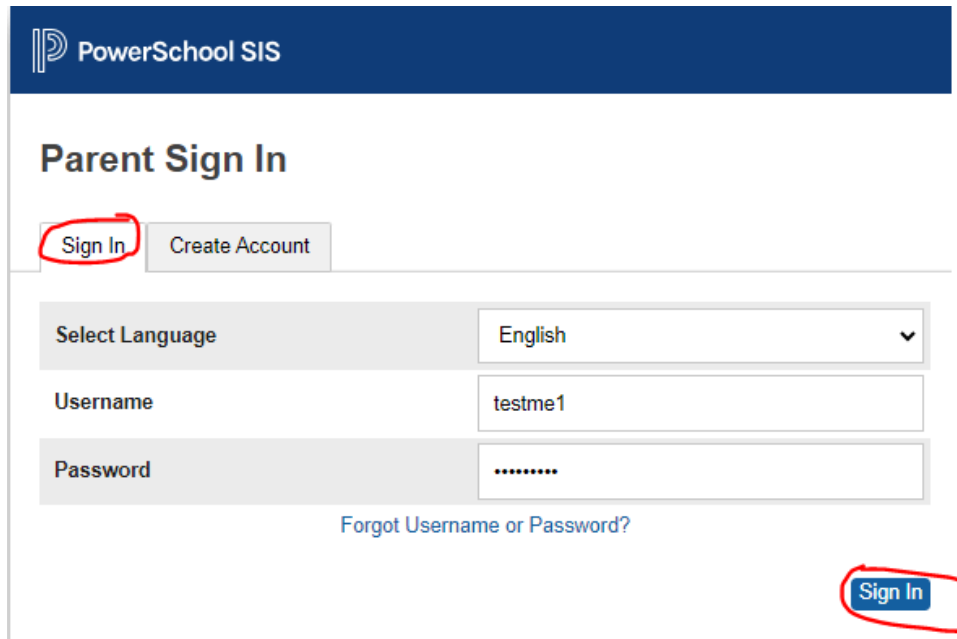 PowerSchool SIS
Parent Sign In
Sign In Create Account
Select Language English
Username testme1
Password •••••••••
Forgot Username or Password?
Sign In